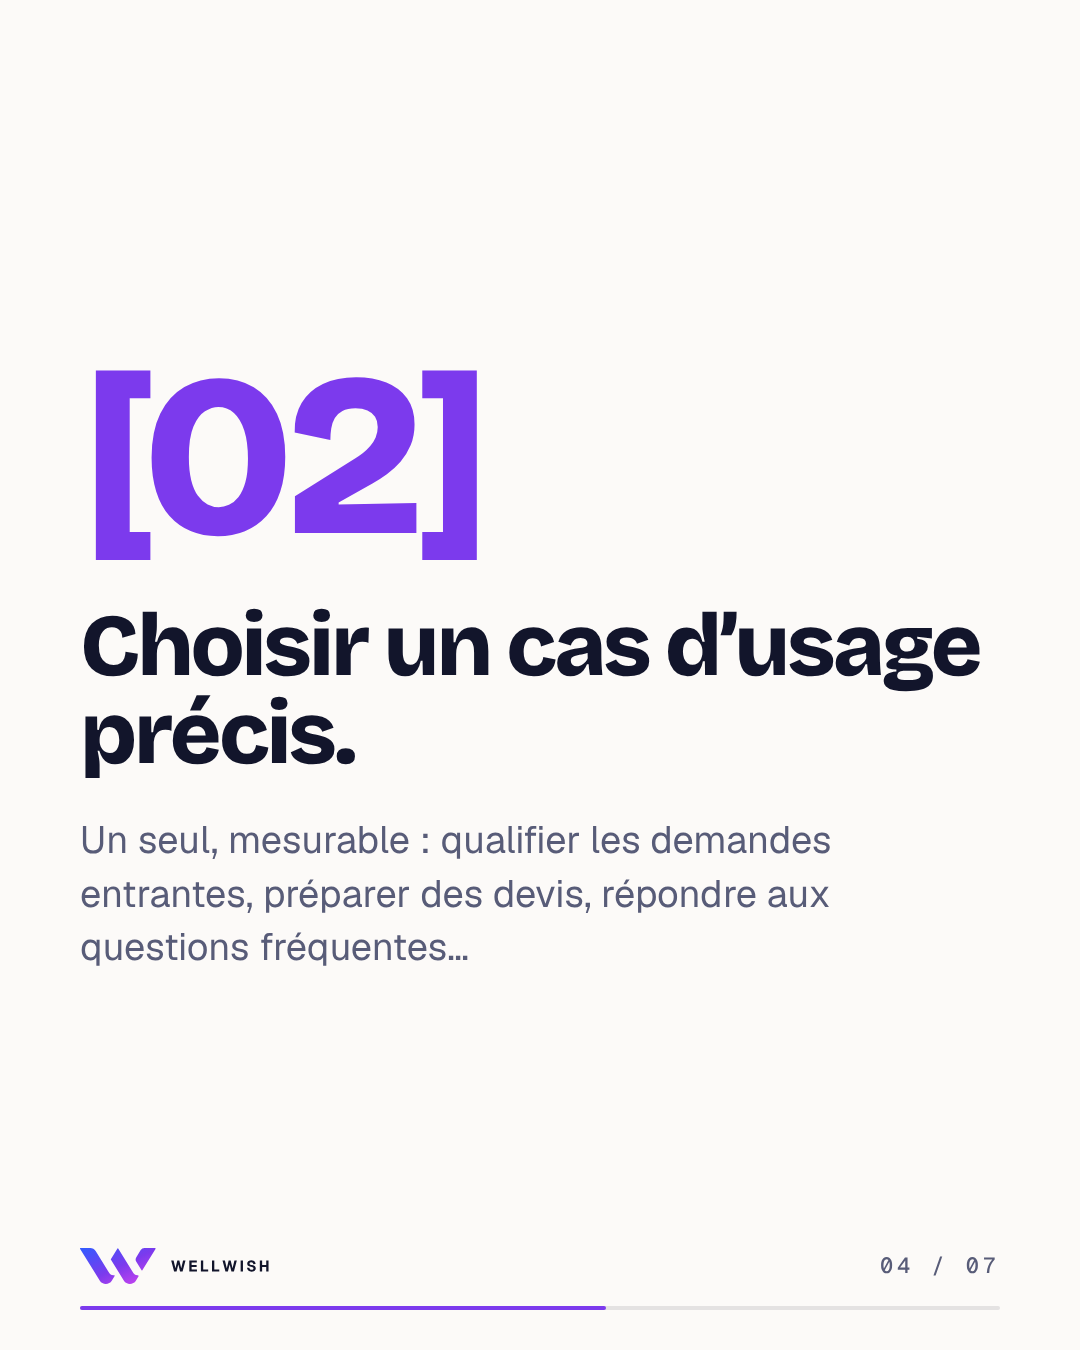 [02]
Choisir un cas d’usage
précis.
Un seul, mesurable : qualifier les demandes
entrantes, préparer des devis, répondre aux
questions fréquentes…
WELLWISH
04 / 07